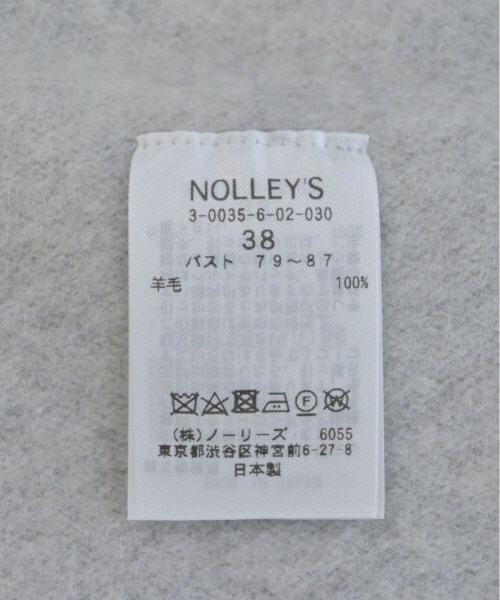 NOLLEY'S
3-0035-6-02-030
38
バスト 79~87
羊毛 100%
F W
(株)ノーリーズ 6055
東京都渋谷区神宮前6-27-8
日本製